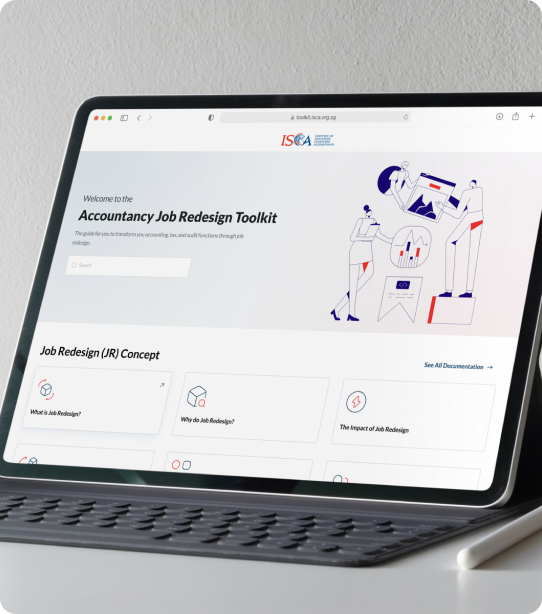 toolkit.isca.org.sg
ISCA INSTITUTE OF
SINGAPORE
CHARTERED
ACCOUNTANTS
Welcome to the
Accountancy Job Redesign Toolkit
The guide for you to transform you accounting, tax, and audit functions through job
redesign
Search
Job Redesign (JR) Concept
See All Documentation →
What is Job Redesign?
Why do Job Redesign?
The Impact of Job Redesign